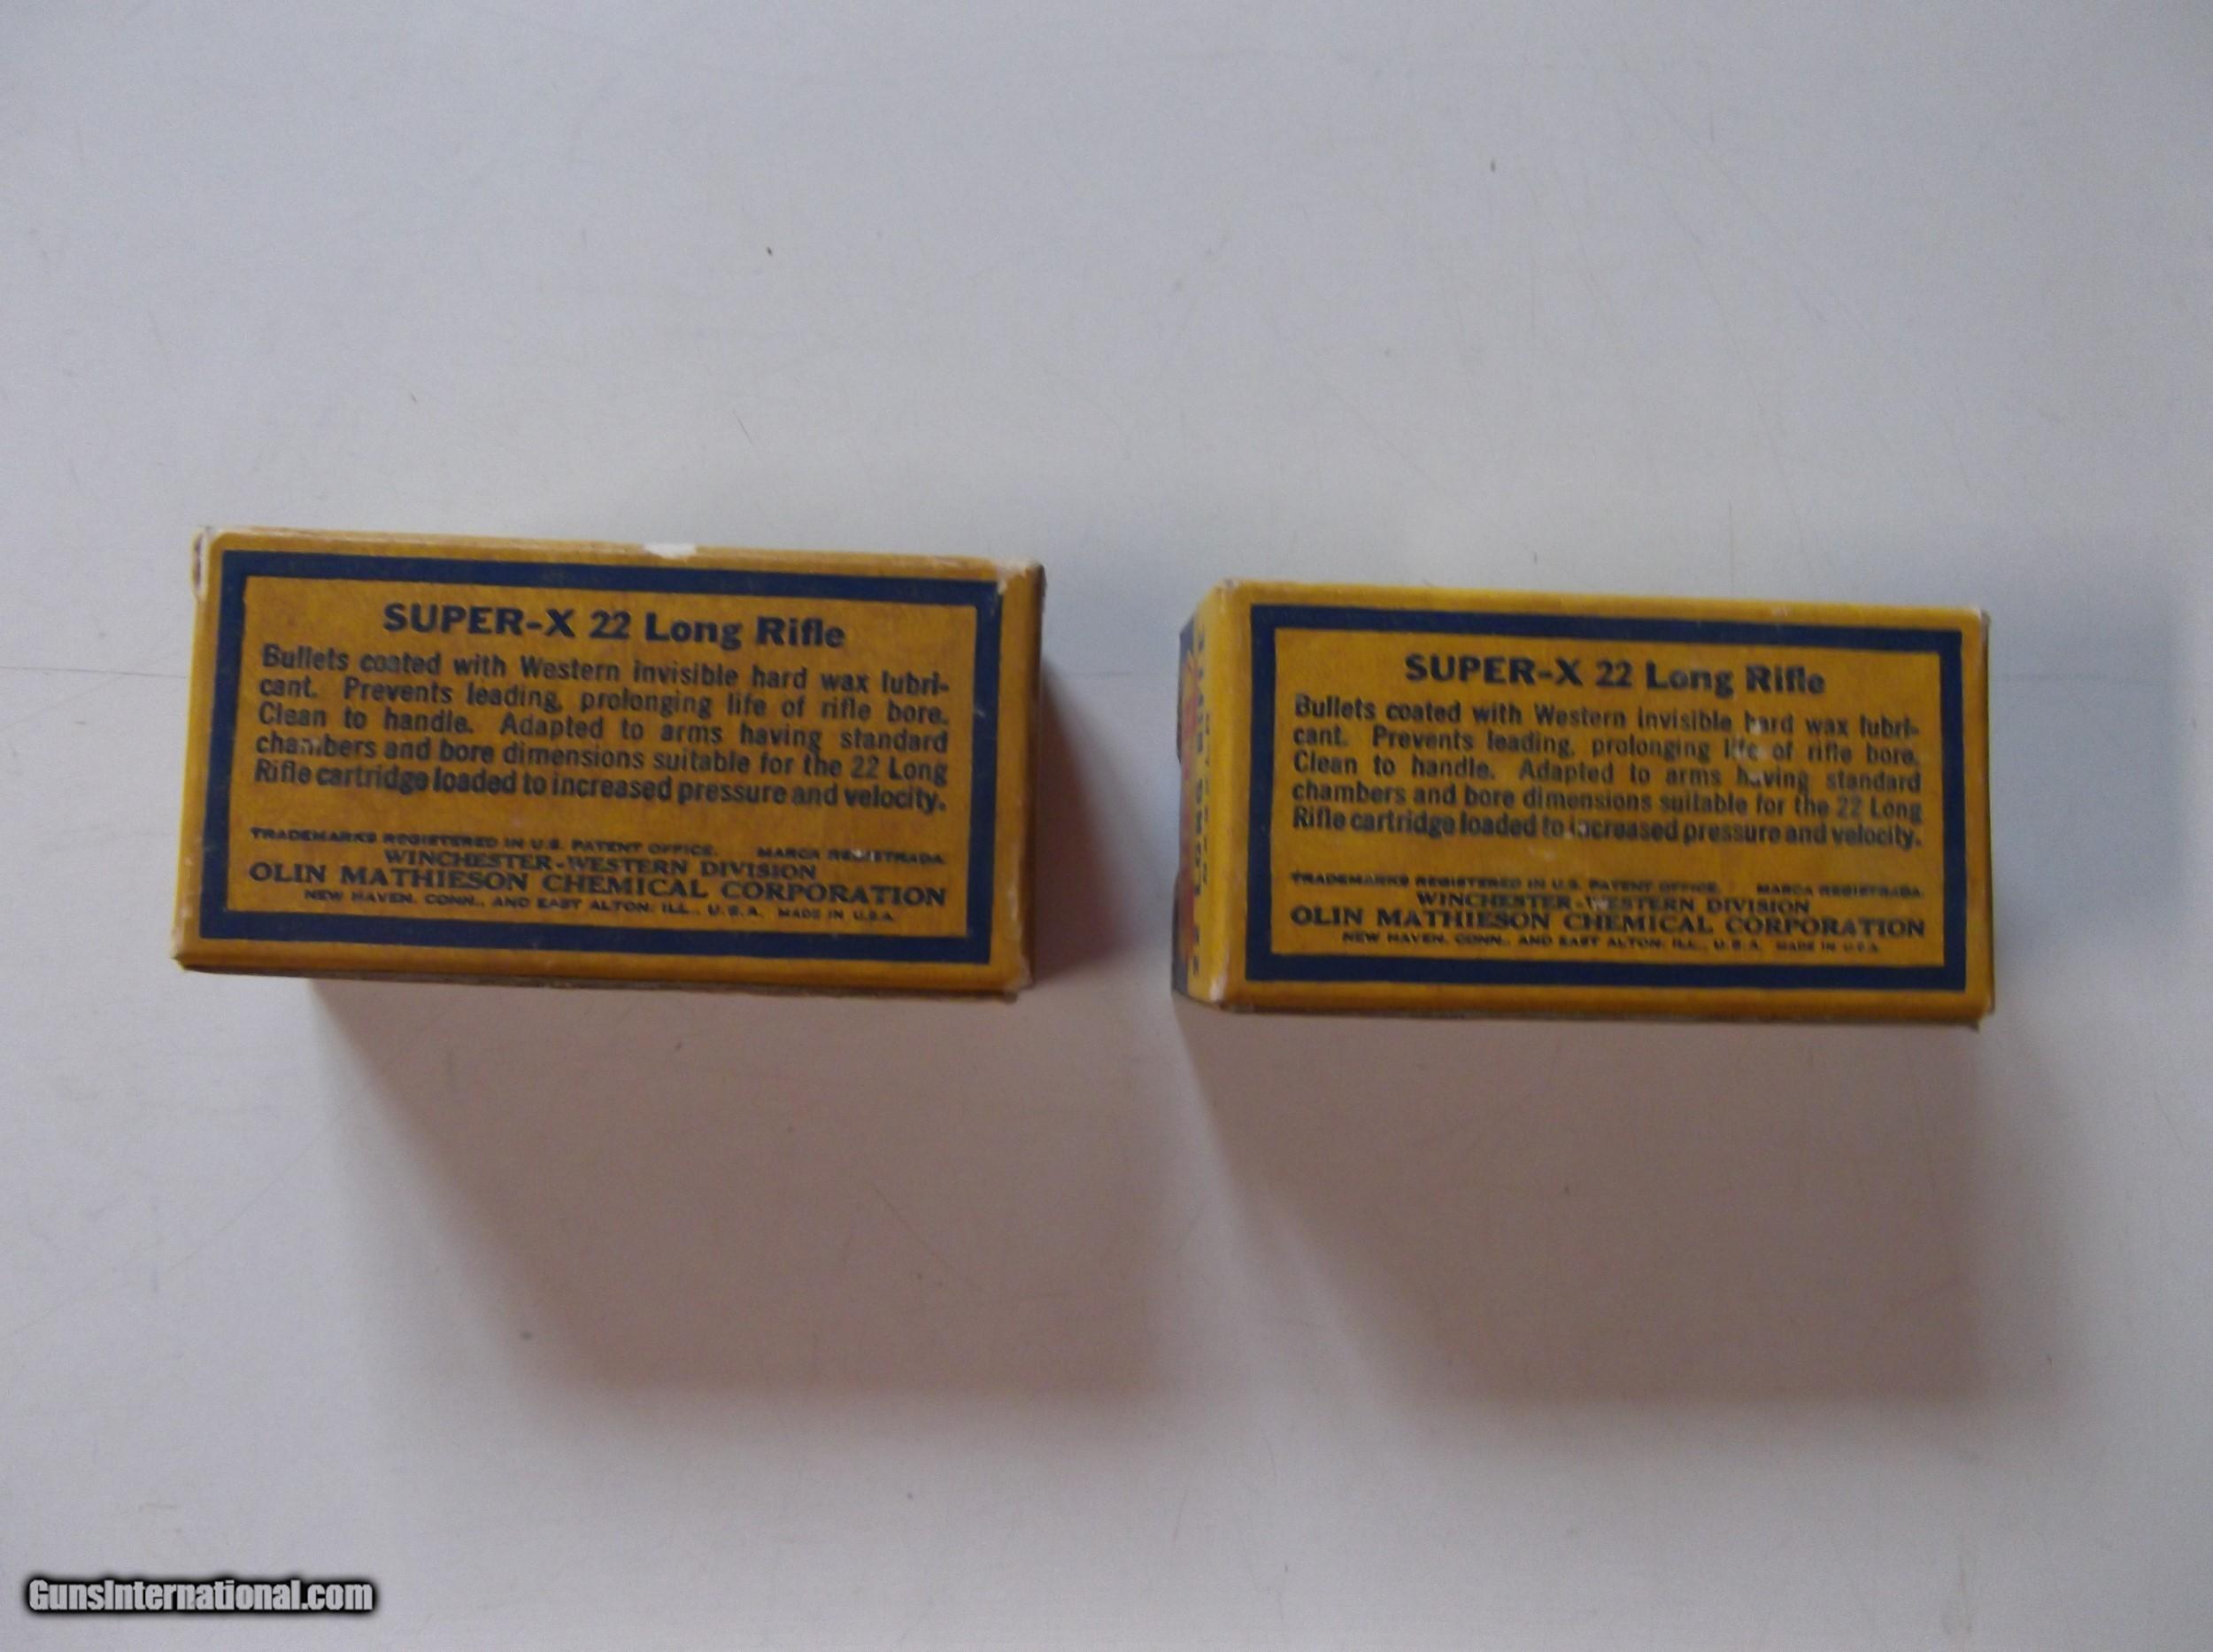 SUPER-X 22 Long Rifle
Bullets coated with Western invisible hard wax lubri-
cant. Prevents leading, prolonging life of rifle bore.
Clean to handle. Adapted to arms having standard
chambers and bore dimensions suitable for the 22 Long
Rifle cartridge loaded to increased pressure and velocity.
TRADEMARKS REGISTERED IN U.S. PATENT OFFICE. MARCA REGISTRADA
WINCHESTER-WESTERN DIVISION
OLIN MATHIESON CHEMICAL CORPORATION
NEW HAVEN, CONN., AND EAST ALTON, ILL., U.S.A. MADE IN U.S.A.
SUPER-X 22 Long Rifle
Bullets coated with Western invisible hard wax lubri-
cant. Prevents leading, prolonging life of rifle bore.
Clean to handle. Adapted to arms having standard
chambers and bore dimensions suitable for the 22 Long
Rifle cartridge loaded to increased pressure and velocity.
TRADEMARKS REGISTERED IN U.S. PATENT OFFICE. MARCA REGISTRADA
WINCHESTER-WESTERN DIVISION
OLIN MATHIESON CHEMICAL CORPORATION
NEW HAVEN, CONN., AND EAST ALTON, ILL., U.S.A. MADE IN U.S.A.
GunsInternational.com